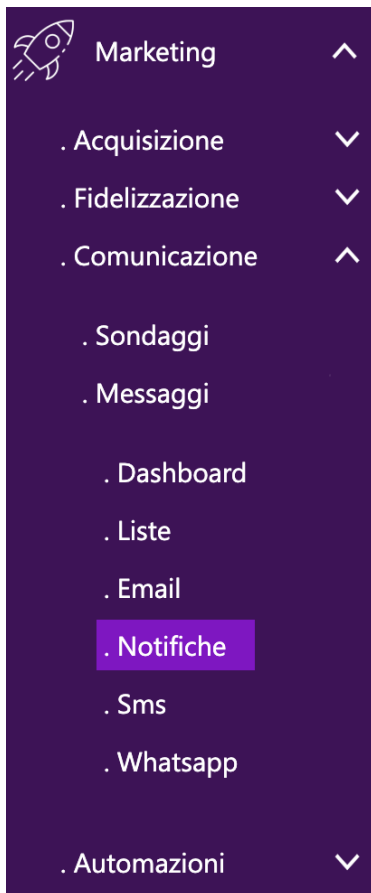 Marketing
. Acquisizione
. Fidelizzazione
. Comunicazione
. Sondaggi
. Messaggi
. Dashboard
. Liste
. Email
. Notifiche
. Sms
. Whatsapp
. Automazioni